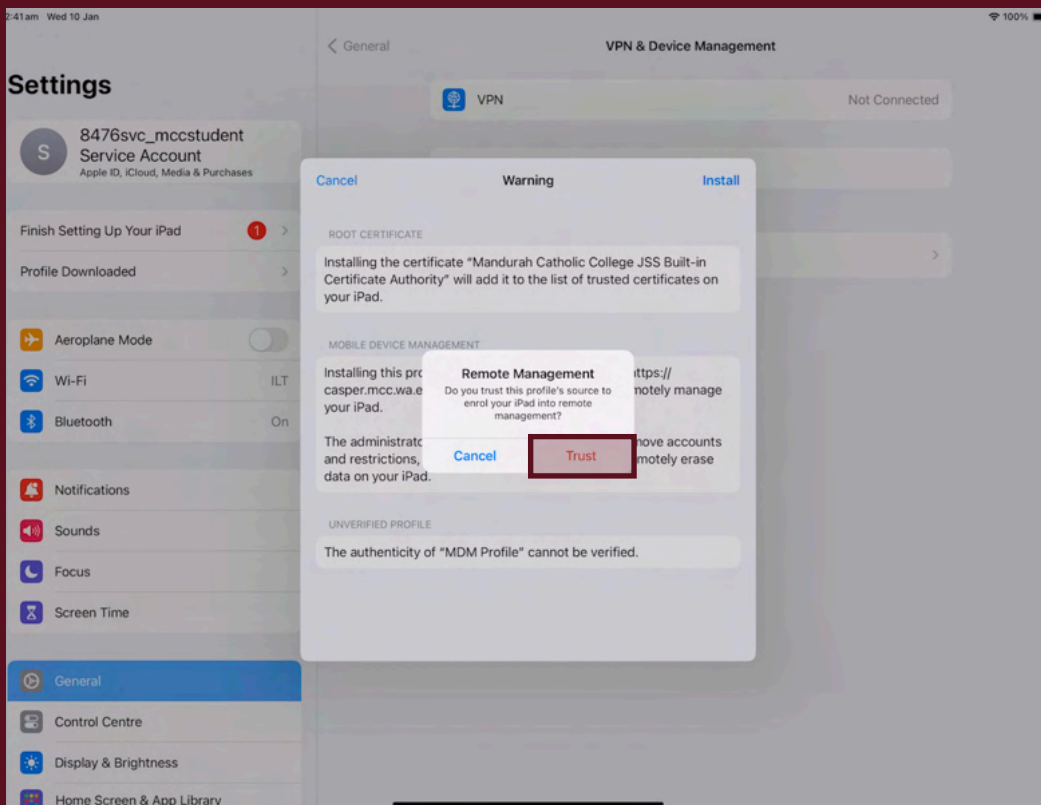 2:41am Wed 10 Jan
100%
Settings
S
8476svc_mccstudent
Service Account
Apple ID, iCloud, Media & Purchases
Finish Setting Up Your iPad
1
Profile Downloaded
Aeroplane Mode
Wi-Fi
ILT
Bluetooth
On
Notifications
Sounds
Focus
Screen Time
General
Control Centre
Display & Brightness
Home Screen & App Library
General
VPN & Device Management
VPN
Not Connected
Cancel
Warning
Install
ROOT CERTIFICATE
Installing the certificate “Mandurah Catholic College JSS Built-in
Certificate Authority” will add it to the list of trusted certificates on
your iPad.
MOBILE DEVICE MANAGEMENT
Installing this
casper.mcc.wa.e
notely manage
your iPad.
The
move accounts
and restrictions,
motely erase
data on your iPad.
Remote Management
Do you trust this profile's source to
enrol your iPad into remote
management?
Cancel
Trust
UNVERIFIED PROFILE
The authenticity of “MDM Profile” cannot be verified.